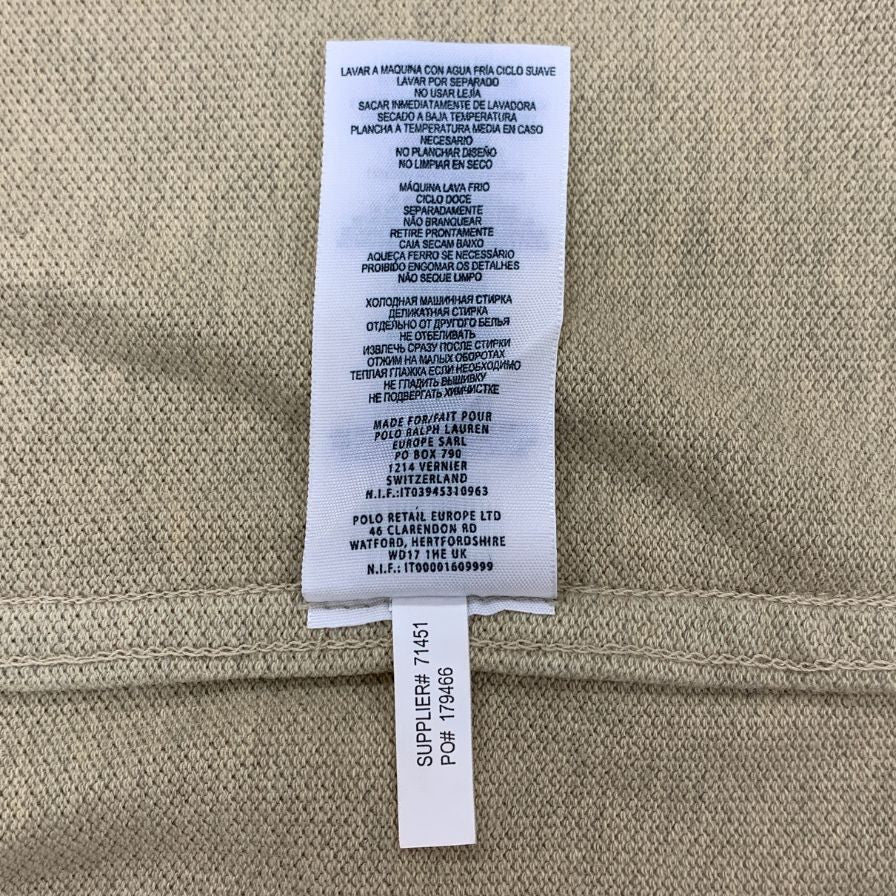 LAVAR A MAQUINA CON AGUA FRÍA CICLO SUAVE
LAVAR POR SEPARADO
NO USAR LEJÍA
SACAR INMEDIATAMENTE DE LAVADORA
SECADO A BAJA TEMPERATURA
PLANCHA A TEMPERATURA MEDIA EN CASO
NECESARIO
NO PLANCHAR DISEÑO
NO LIMPIAR EN SECO
MÁQUINA LAVA FRIO
CICLO DOCE
SEPARADAMENTE
NÃO BRANQUEAR
RETIRE PRONTAMENTE
CAIA SECAM BAIXO
AQUEÇA FERRO SE NECESSÁRIO
PROIBIDO ENGOMAR OS DETALHES
NÃO SEQUE LIMPO
ХОЛОДНАЯ МАШИННАЯ СТИРКА
ДЕЛИКАТНАЯ СТИРКА
ОТДЕЛЬНО ОТ ДРУГОГО БЕЛЬЯ
НЕ ОТБЕЛИВАТЬ
ИЗВЛЕЧЬ СРАЗУ ПОСЛЕ СТИРКИ
ОТЖИМ НА МАЛЫХ ОБОРОТАХ
ТЕПЛАЯ ГЛАЖКА ЕСЛИ НЕОБХОДИМО
НЕ ГЛАДИТЬ ВЫШИВКУ
НЕ ПОДВЕРГАТЬ ХИМЧИСТКЕ
MADE FOR/FAIT POUR
POLO RALPH LAUREN
EUROPE SARL
PO BOX 790
1214 VERNIER
SWITZERLAND
N.I.F.:IT03945310963
POLO RETAIL EUROPE LTD
46 CLARENDON RD
WATFORD, HERTFORDSHIRE
WD17 1HE UK
N.I.F.: IT00001609999
SUPPLIER# 71451
PO# 179466